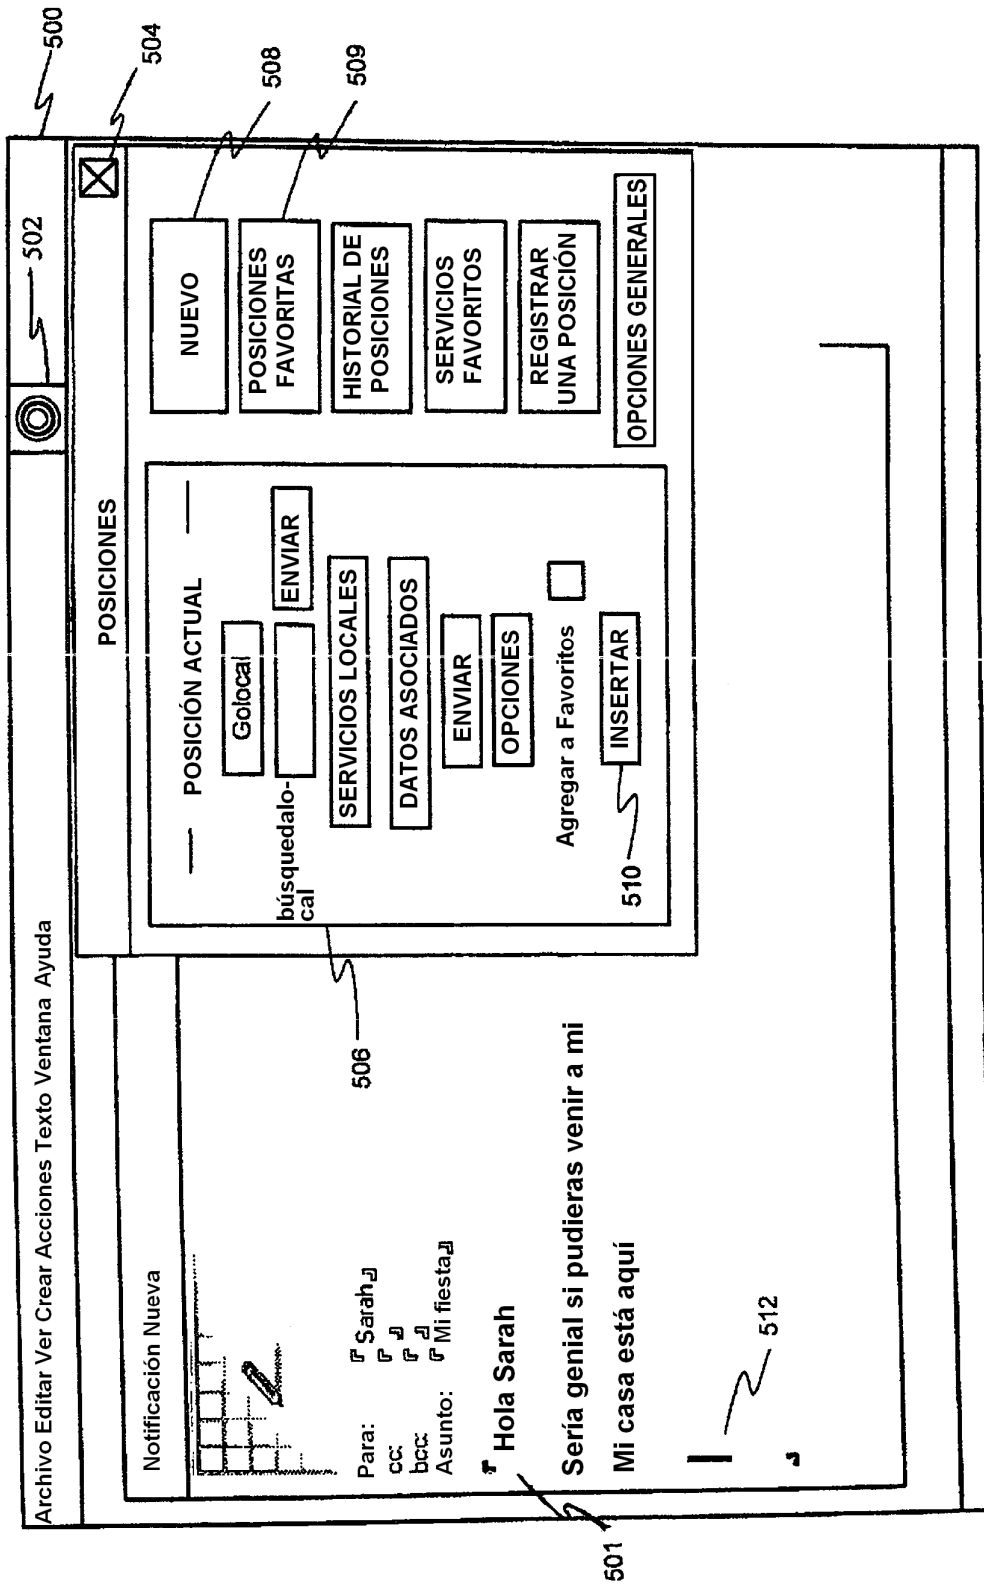 500
Archivo Editar Ver Crear Acciones Texto Ventana Ayuda
502
504
POSICIONES
Notificación Nueva
508
NUEVO
POSICIÓN ACTUAL
Golocal
509
POSICIONES
FAVORITAS
búsquedalo-
cal
ENVIAR
HISTORIAL DE
POSICIONES
SERVICIOS LOCALES
506
SERVICIOS
FAVORITOS
DATOS ASOCIADOS
ENVIAR
OPCIONES
REGISTRAR
UNA POSICIÓN
Agregar a Favoritos
OPCIONES GENERALES
510
INSERTAR
Para: 『Sarah』
cc: 『 』
bcc: 『 』
Asunto: 『Mi fiesta』
『Hola Sarah
501
Sería genial si pudieras venir a mi
Mi casa está aquí
512
』